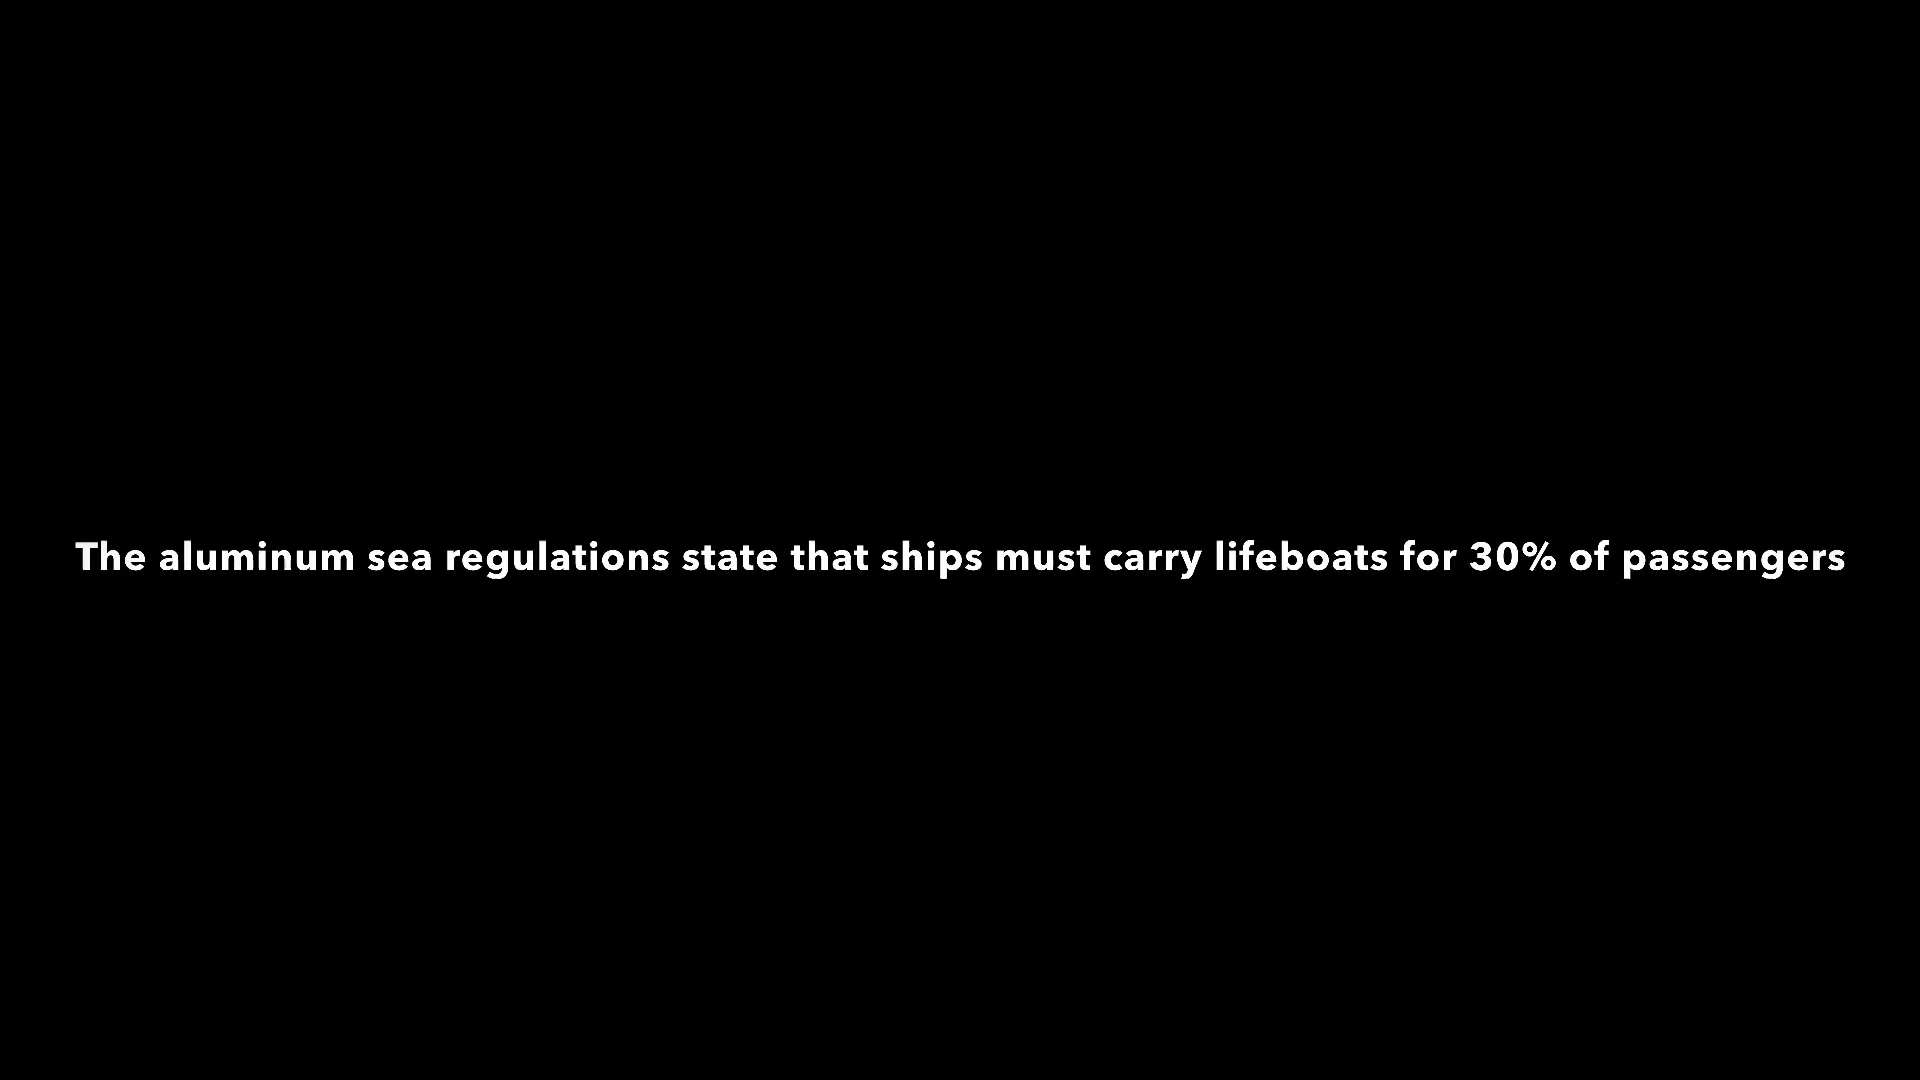 The aluminum sea regulations state that ships must carry lifeboats for 30% of passengers